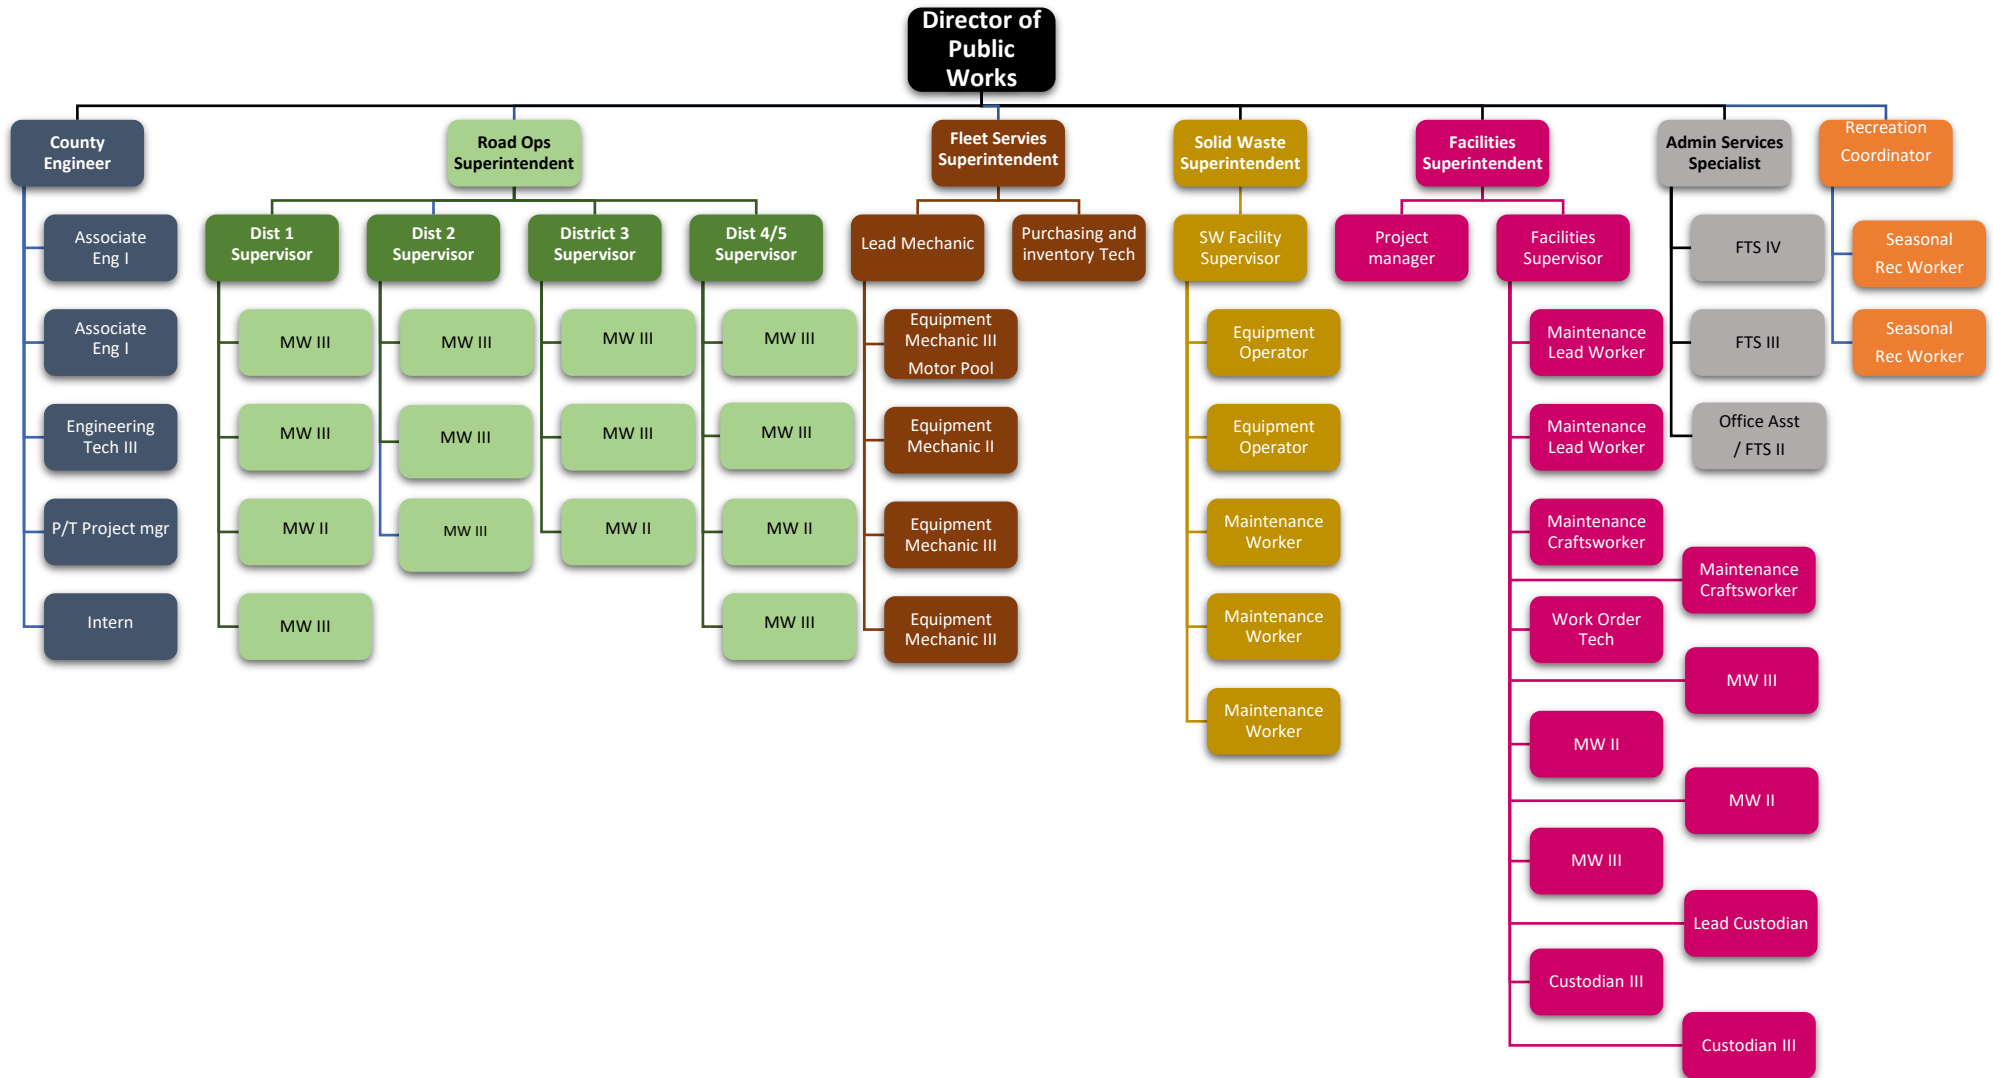 Director of
Public
Works
County
Engineer
Road Ops
Superintendent
Fleet Servies
Superintendent
Solid Waste
Superintendent
Facilities
Superintendent
Admin Services
Specialist
Recreation
Coordinator
Associate
Eng I
Associate
Eng I
Engineering
Tech III
P/T Project mgr
Intern
Dist 1
Supervisor
MW III
MW III
MW II
MW III
Dist 2
Supervisor
MW III
MW III
MW III
District 3
Supervisor
MW III
MW III
MW II
Dist 4/5
Supervisor
MW III
MW III
MW II
MW III
Lead Mechanic
Equipment
Mechanic III
Motor Pool
Equipment
Mechanic II
Equipment
Mechanic III
Equipment
Mechanic III
Purchasing and
inventory Tech
SW Facility
Supervisor
Equipment
Operator
Equipment
Operator
Maintenance
Worker
Maintenance
Worker
Maintenance
Worker
Project
manager
Facilities
Supervisor
Maintenance
Lead Worker
Maintenance
Lead Worker
Maintenance
Craftsworker
Maintenance
Craftsworker
Work Order
Tech
MW III
MW II
MW II
MW III
Lead Custodian
Custodian III
Custodian III
FTS IV
FTS III
Office Asst
/ FTS II
Seasonal
Rec Worker
Seasonal
Rec Worker